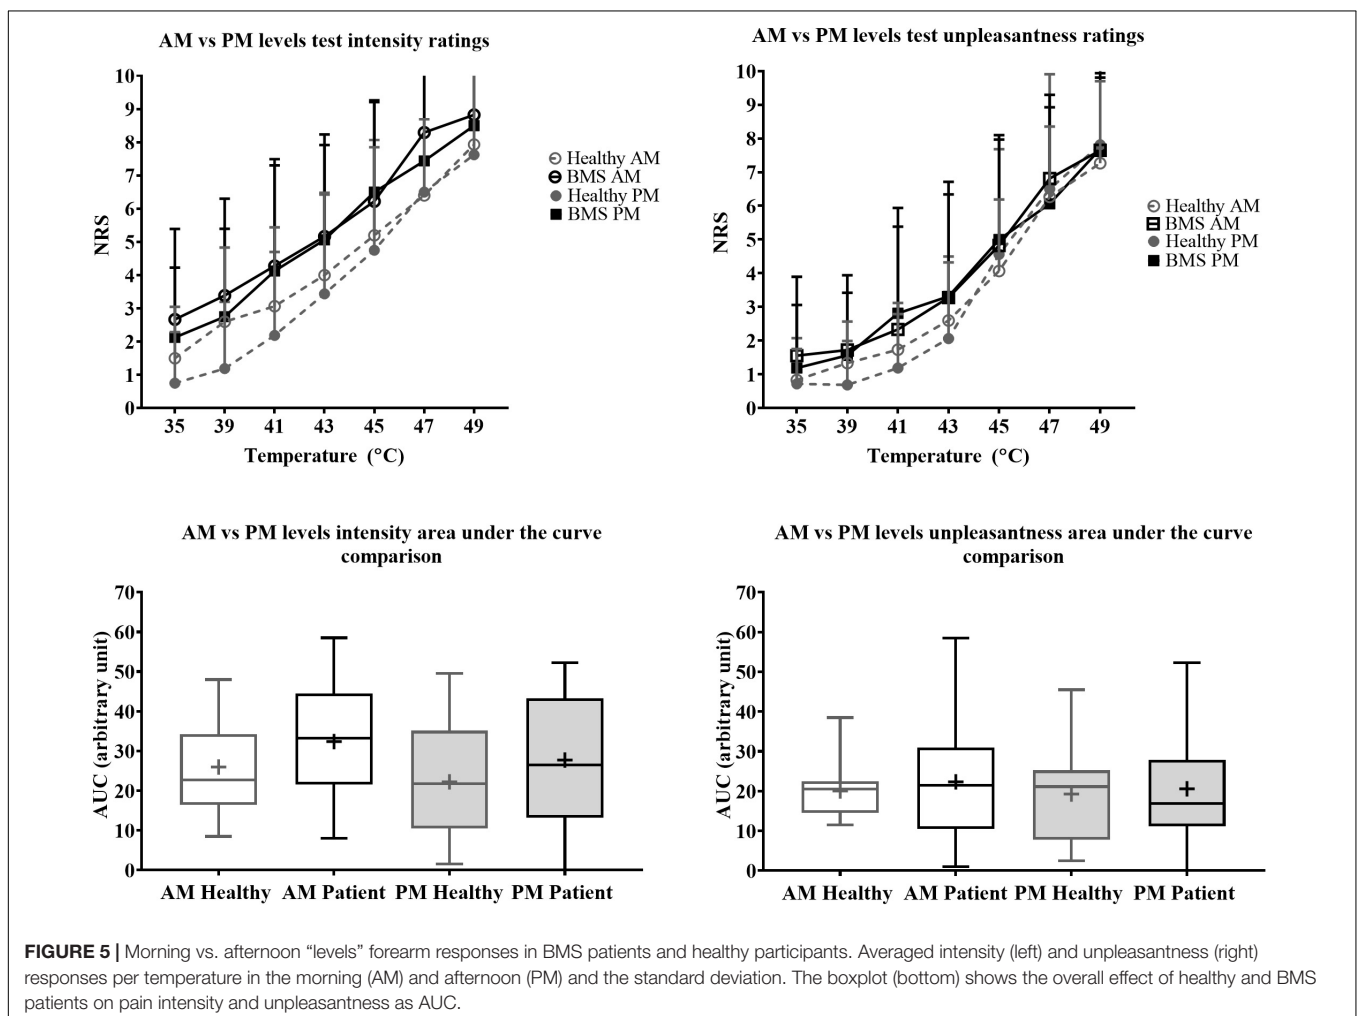 AM vs PM levels test intensity ratings
10
9
8
7
6
5
4
3
2
1
0
NRS
35 39 41 43 45 47 49
Temperature (°C)
Healthy AM
BMS AM
Healthy PM
BMS PM
AM vs PM levels test unpleasantness ratings
10
9
8
7
6
5
4
3
2
1
0
NRS
35 39 41 43 45 47 49
Temperature (°C)
Healthy AM
BMS AM
Healthy PM
BMS PM
AM vs PM levels intensity area under the curve
comparison
70
60
50
40
30
20
10
0
AUC (arbitrary unit)
AM Healthy AM Patient PM Healthy PM Patient
AM vs PM levels unpleasantness area under the curve
comparison
70
60
50
40
30
20
10
0
AUC (arbitrary unit)
AM Healthy AM Patient PM Healthy PM Patient
FIGURE 5 | Morning vs. afternoon “levels” forearm responses in BMS patients and healthy participants. Averaged intensity (left) and unpleasantness (right)
responses per temperature in the morning (AM) and afternoon (PM) and the standard deviation. The boxplot (bottom) shows the overall effect of healthy and BMS
patients on pain intensity and unpleasantness as AUC.